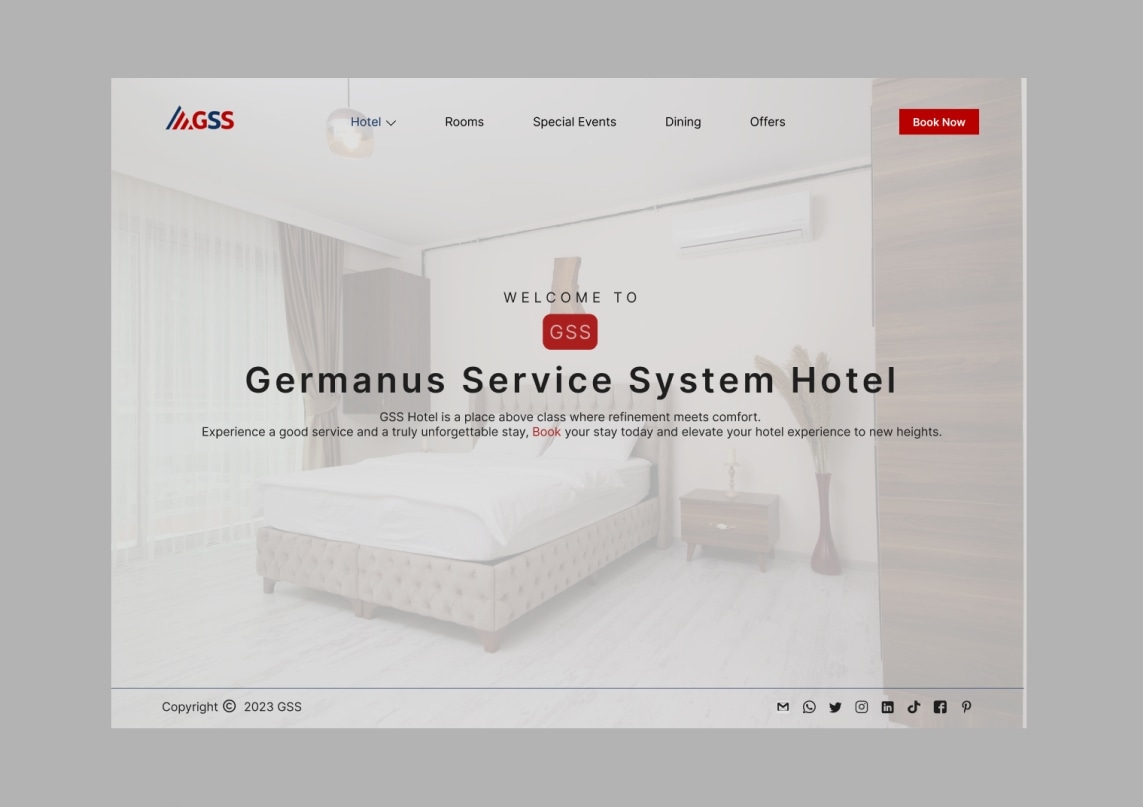 GSS
Hotel
Rooms
Special Events
Dining
Offers
Book Now
WELCOME TO
GSS
Germanus Service System Hotel
GSS Hotel is a place above class where refinement meets comfort.
Experience a good service and a truly unforgettable stay, Book your stay today and elevate your hotel experience to new heights.
Copyright © 2023 GSS